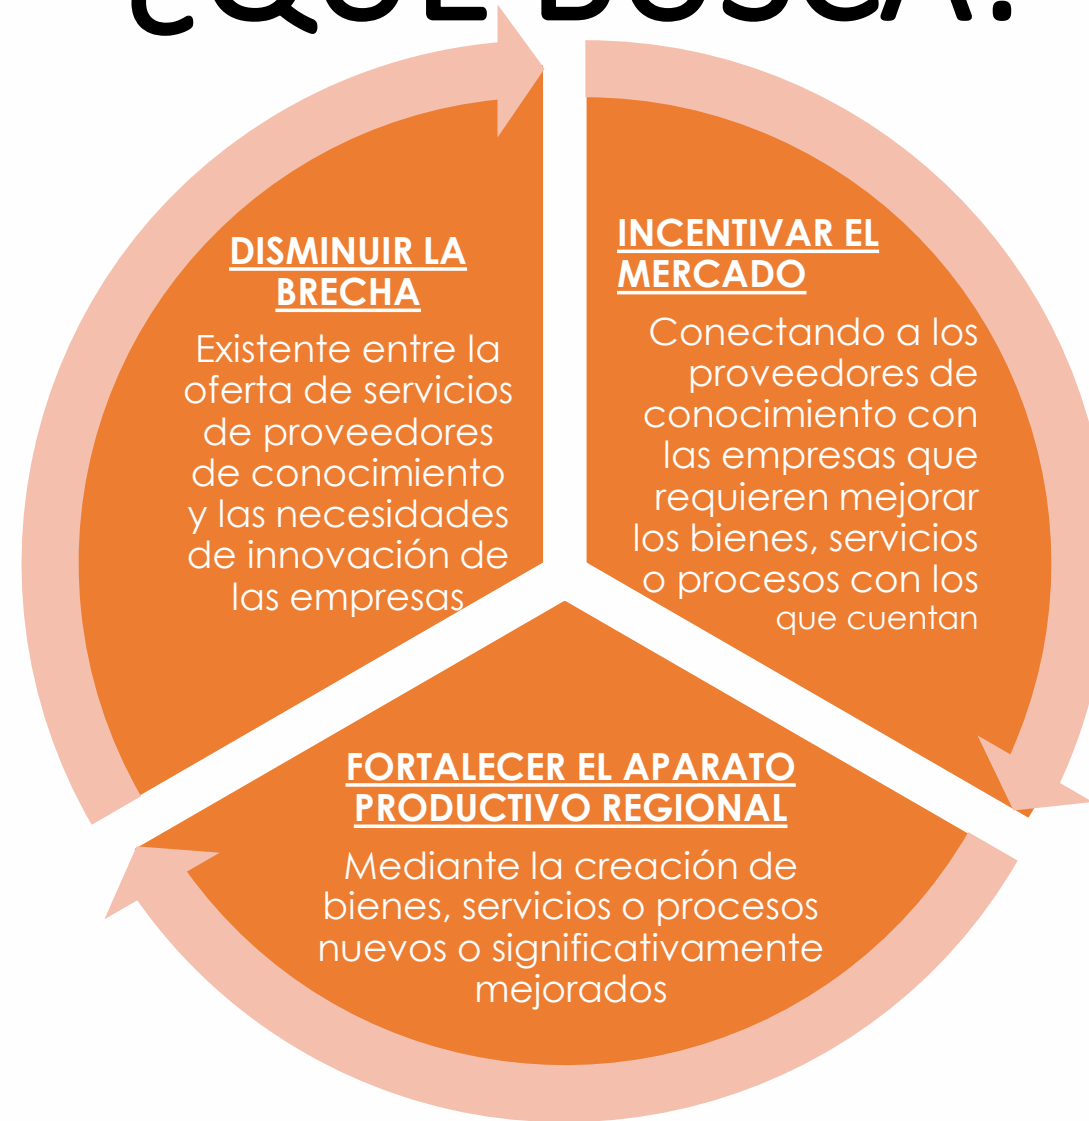 ¿QUE BUSCA?
DISMINUIR LA
BRECHA
Existente entre la
oferta de servicios
de proveedores
de conocimiento
y las necesidades
de innovación de
las empresas
INCENTIVAR EL
MERCADO
Conectando a los
proveedores de
conocimiento con
las empresas que
requieren mejorar
los bienes, servicios
o procesos con los
que cuentan
FORTALECER EL APARATO
PRODUCTIVO REGIONAL
Mediante la creación de
bienes, servicios o procesos
nuevos o significativamente
mejorados